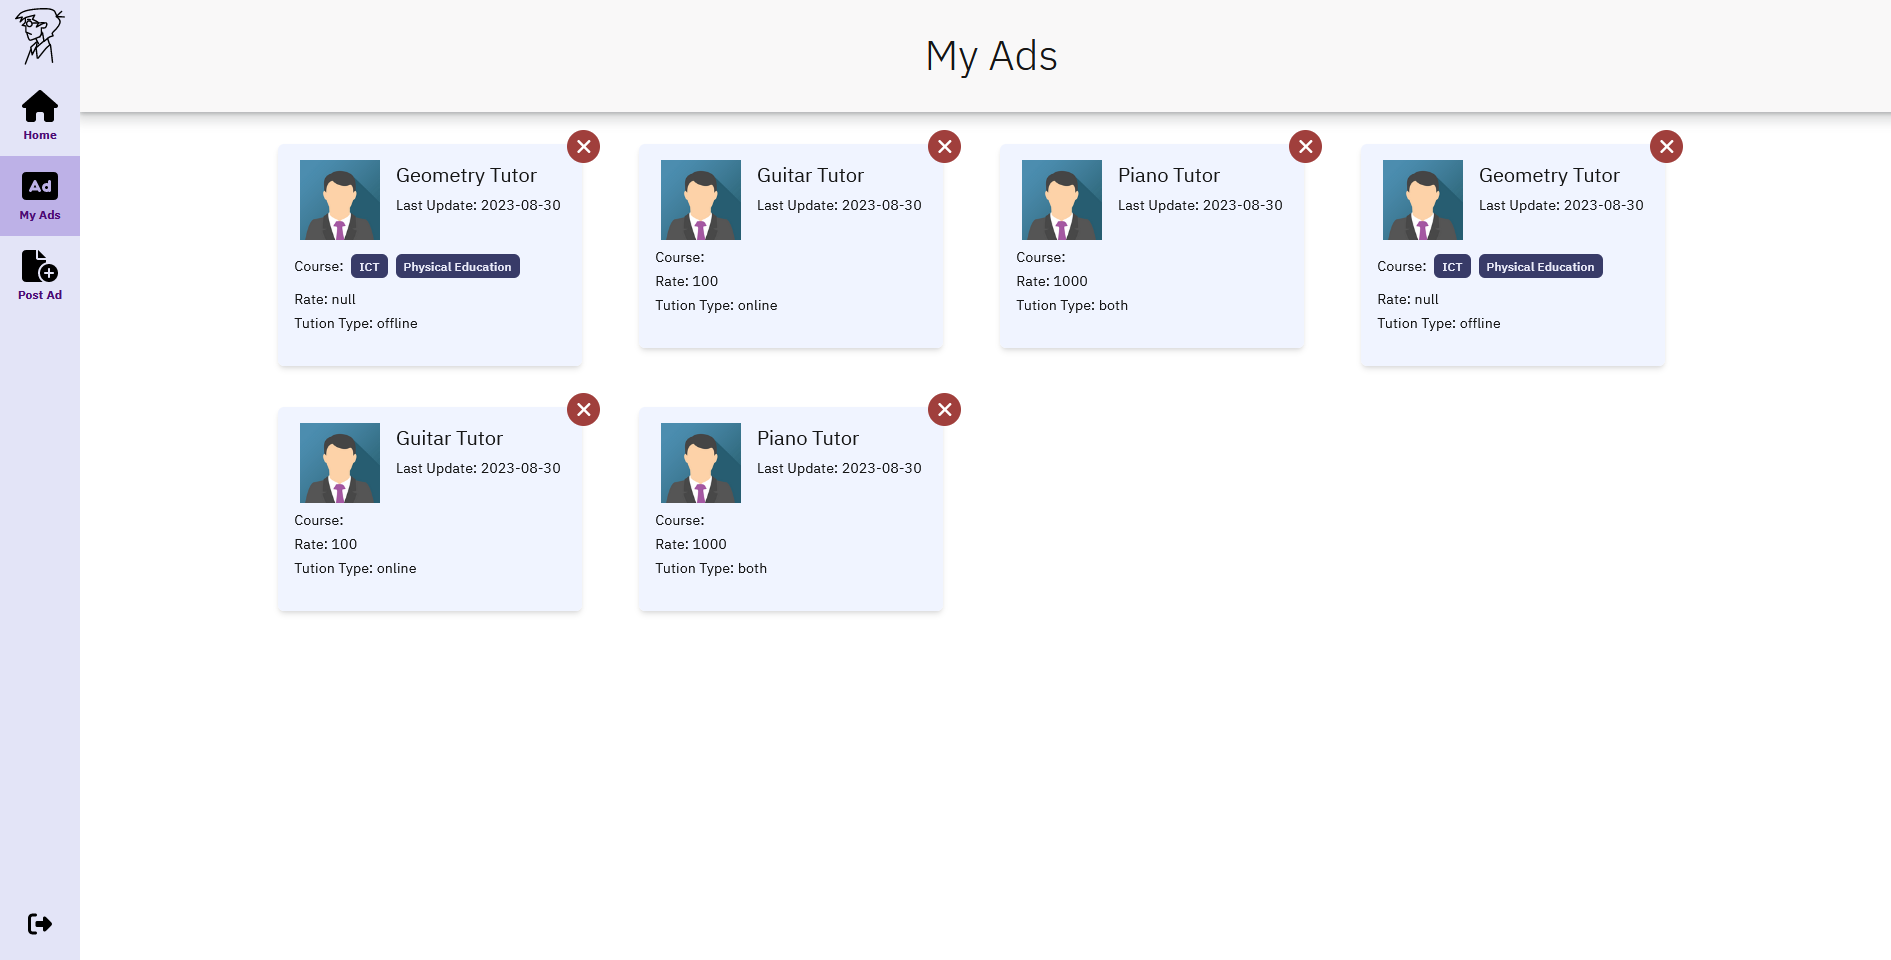 My Ads
Home
Ad
My Ads
Post Ad
Geometry Tutor
Last Update: 2023-08-30
Course: ICT Physical Education
Rate: null
Tution Type: offline
Guitar Tutor
Last Update: 2023-08-30
Course:
Rate: 100
Tution Type: online
Piano Tutor
Last Update: 2023-08-30
Course:
Rate: 1000
Tution Type: both
Geometry Tutor
Last Update: 2023-08-30
Course: ICT Physical Education
Rate: null
Tution Type: offline
Guitar Tutor
Last Update: 2023-08-30
Course:
Rate: 100
Tution Type: online
Piano Tutor
Last Update: 2023-08-30
Course:
Rate: 1000
Tution Type: both